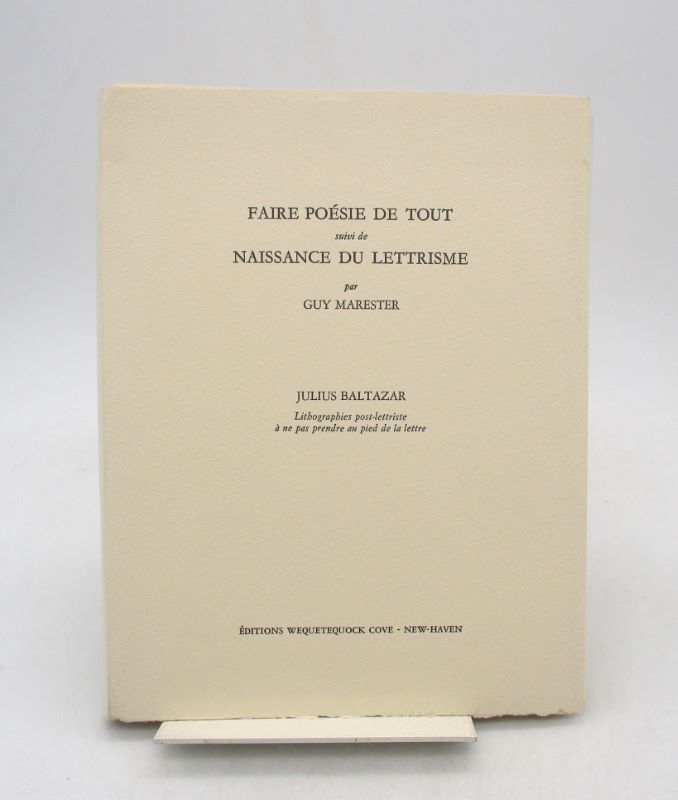 FAIRE POÉSIE DE TOUT
suivi de
NAISSANCE DU LETTRISME
par
GUY MARESTER
JULIUS BALTAZAR
Lithographies post-lettriste
à ne pas prendre au pied de la lettre
ÉDITIONS WEQUETEQUOCK COVE - NEW-HAVEN